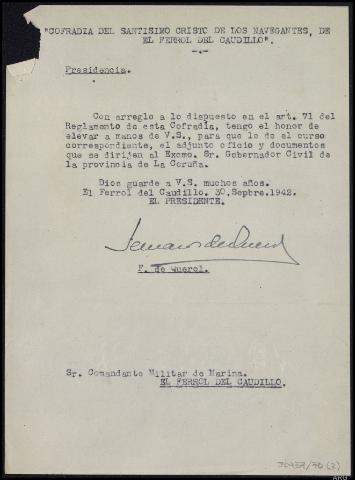 "COFRADIA DEL SANTISIMO CRISTO DE LOS NAVEGANTES, DE
EL FERROL DEL CAUDILLO".
-.-
Presidencia.
Con arreglo a lo dispuesto en el art. 71 del
Reglamento de esta Cofradía, tengo el honor de
elevar a manos de V.S., para que le de el curso
correspondiente, el adjunto oficio y documentos
que se dirijen al Excmo. Sr. Gobernador Civil de
la provincia de La Coruña.
Dios guarde a V.S. muchos años.
El Ferrol del Caudillo. 30.Septbre.1942.
EL PRESIDENTE.
F. de Querol.
Sr. Comandante Militar de Marina.
EL FERROL DEL CAUDILLO.